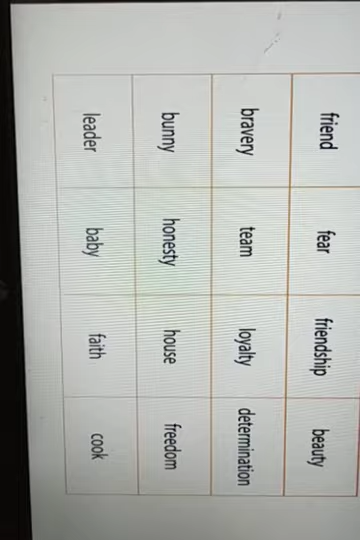 friend fear friendship beauty
bravery team loyalty determination
bunny honesty house freedom
leader baby faith cook